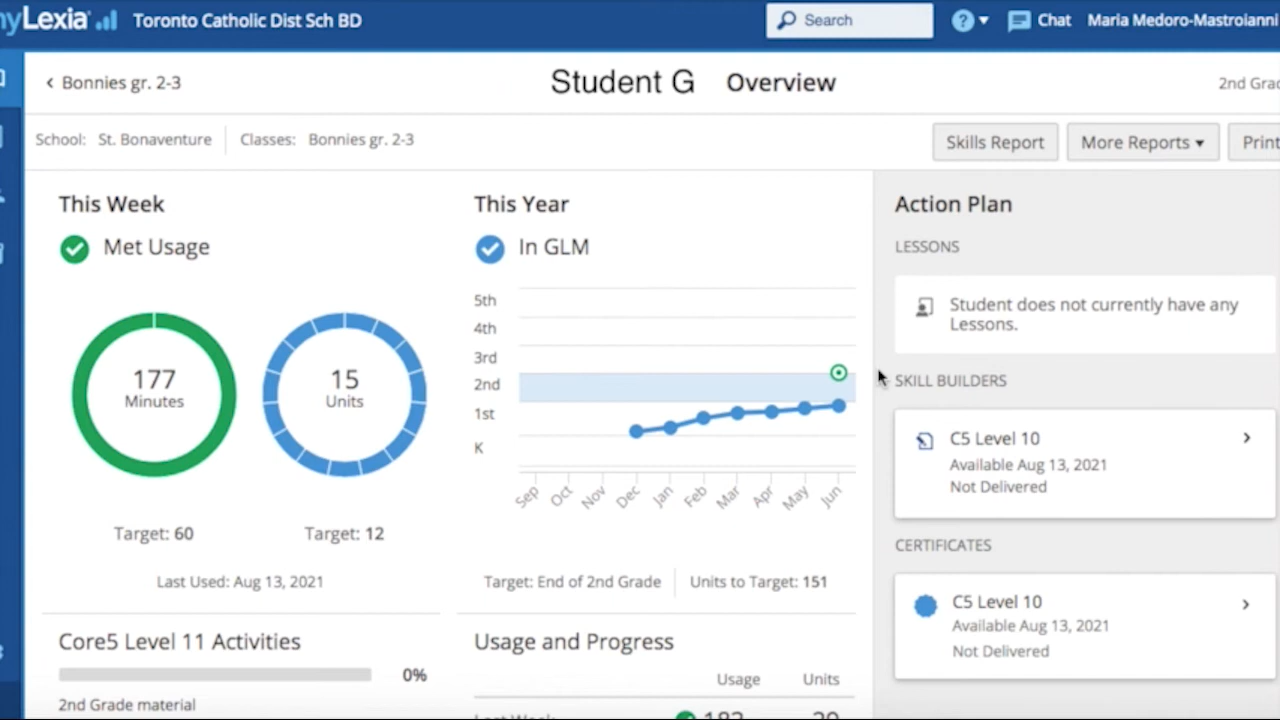 myLexia Toronto Catholic Dist Sch BD Search Chat Maria Medoro-Mastroianni
Bonnies gr. 2-3 Student G Overview 2nd Grad
School: St. Bonaventure Classes: Bonnies gr. 2-3 Skills Report More Reports Print
This Week
Met Usage
177
Minutes
15
Units
Target: 60
Target: 12
Last Used: Aug 13, 2021
Core5 Level 11 Activities
0%
2nd Grade material
This Year
In GLM
5th
4th
3rd
2nd
1st
K
Sep Oct Nov Dec Jan Feb Mar Apr May Jun
Target: End of 2nd Grade Units to Target: 151
Usage and Progress
Usage Units
Last Week 183 20
Action Plan
LESSONS
Student does not currently have any
Lessons.
SKILL BUILDERS
C5 Level 10
Available Aug 13, 2021
Not Delivered
CERTIFICATES
C5 Level 10
Available Aug 13, 2021
Not Delivered